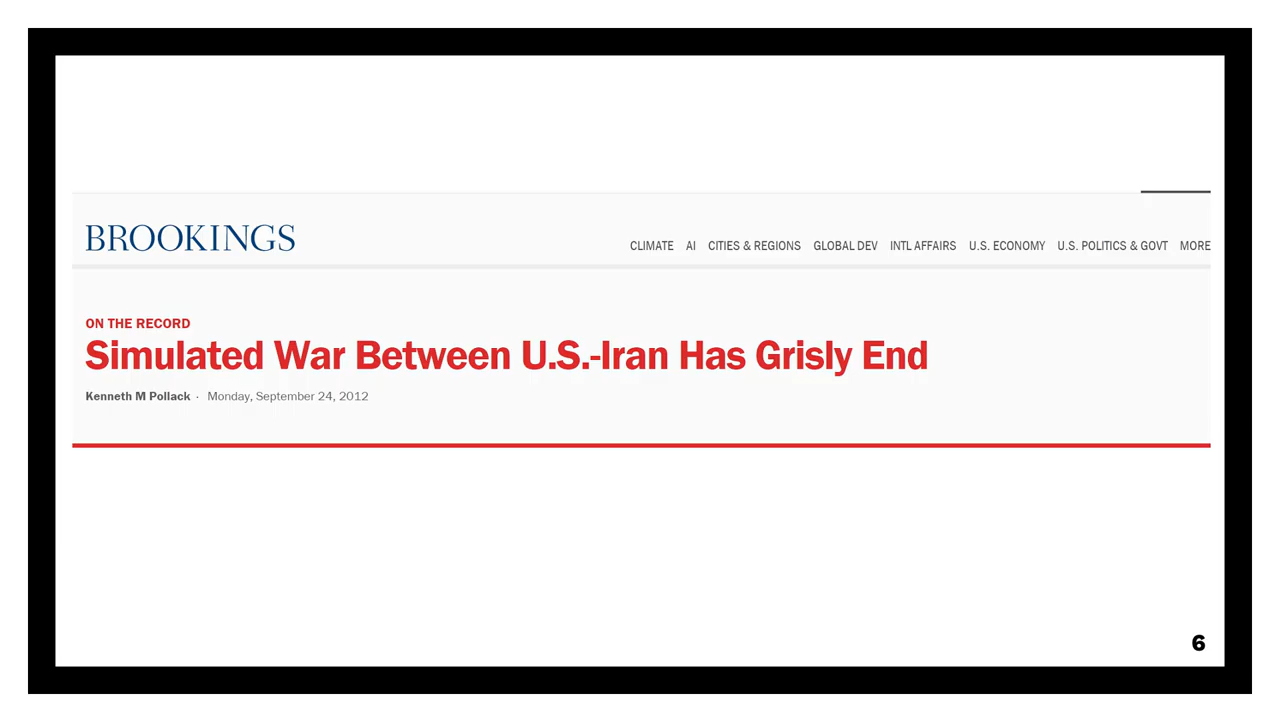 BROOKINGS
CLIMATE AI CITIES & REGIONS GLOBAL DEV INTL AFFAIRS U.S. ECONOMY U.S. POLITICS & GOVT MORE
ON THE RECORD
Simulated War Between U.S.-Iran Has Grisly End
Kenneth M Pollack · Monday, September 24, 2012
6